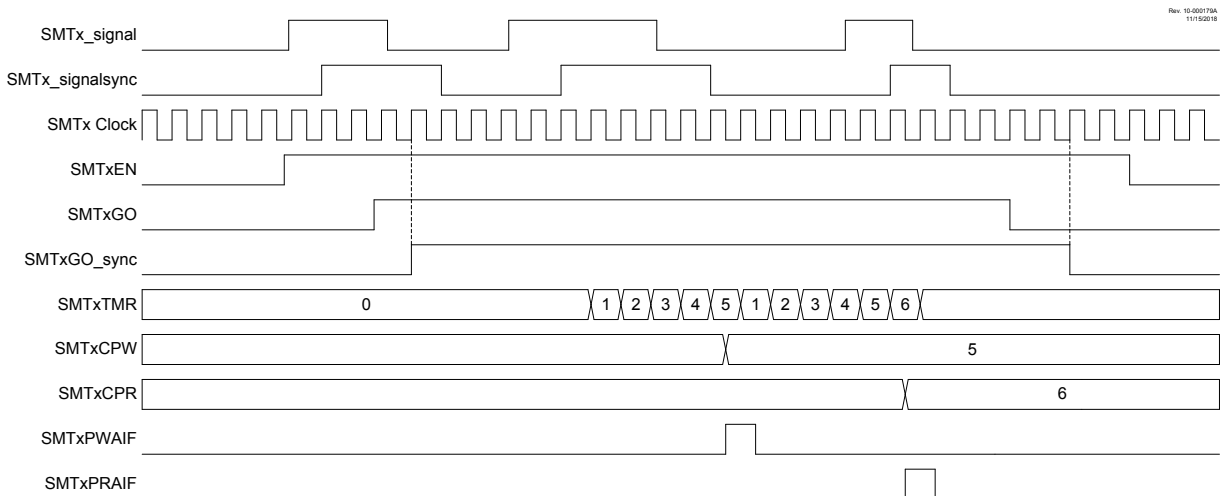 Rev. 10-000179A
11/15/2018
SMTx_signal
SMTx_signalsync
SMTx Clock
SMTxEN
SMTxGO
SMTxGO_sync
SMTxTMR 0 1 2 3 4 5 1 2 3 4 5 6
SMTxCPW 5
SMTxCPR 6
SMTxPWAIF
SMTxPRAIF